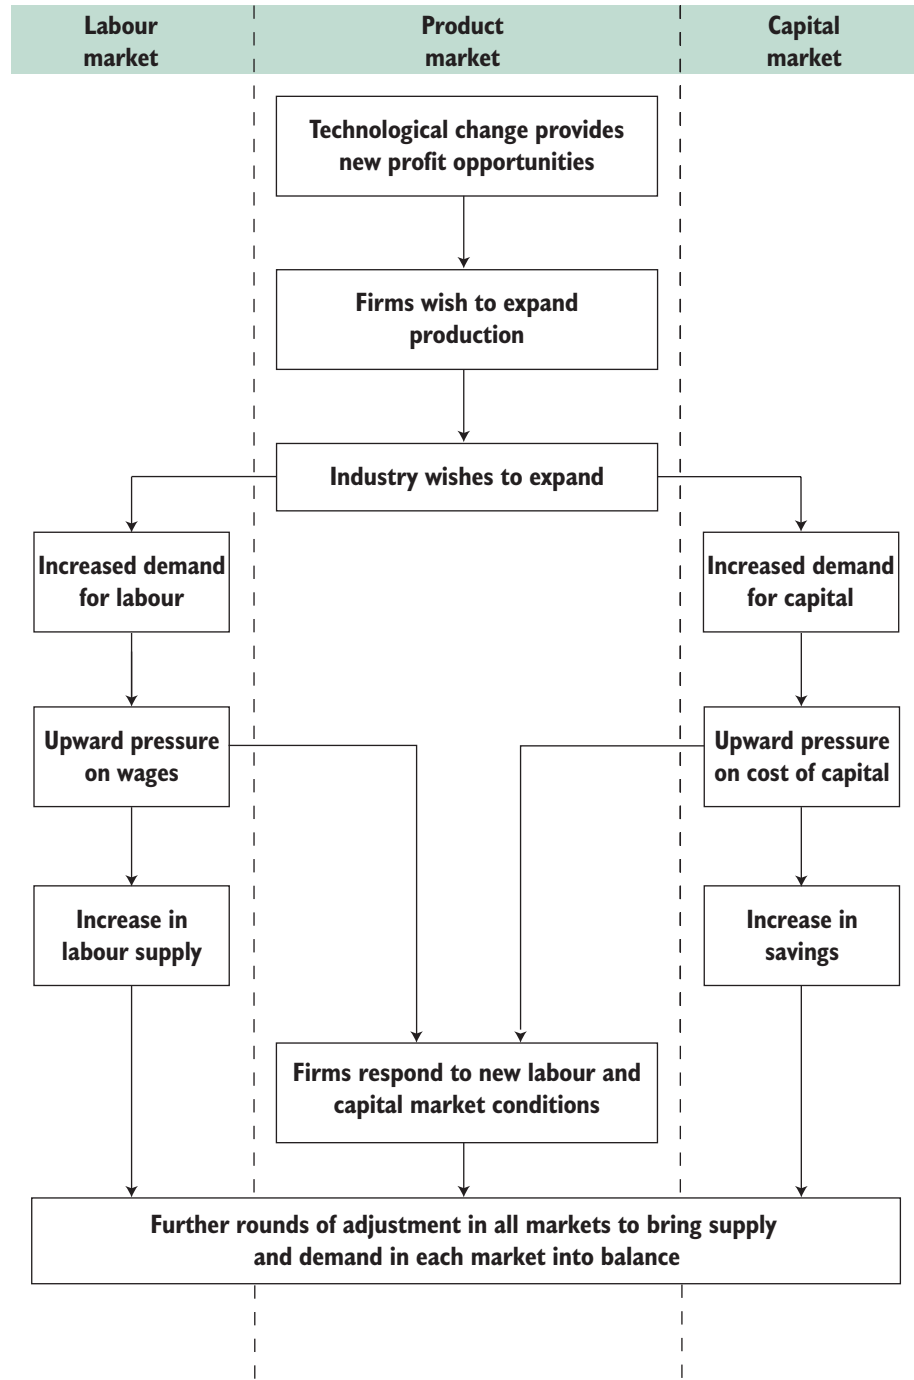 Labour
market
Product
market
Capital
market
Technological change provides
new profit opportunities
Firms wish to expand
production
Industry wishes to expand
Increased demand
for labour
Increased demand
for capital
Upward pressure
on wages
Upward pressure
on cost of capital
Increase in
labour supply
Increase in
savings
Firms respond to new labour and
capital market conditions
Further rounds of adjustment in all markets to bring supply
and demand in each market into balance